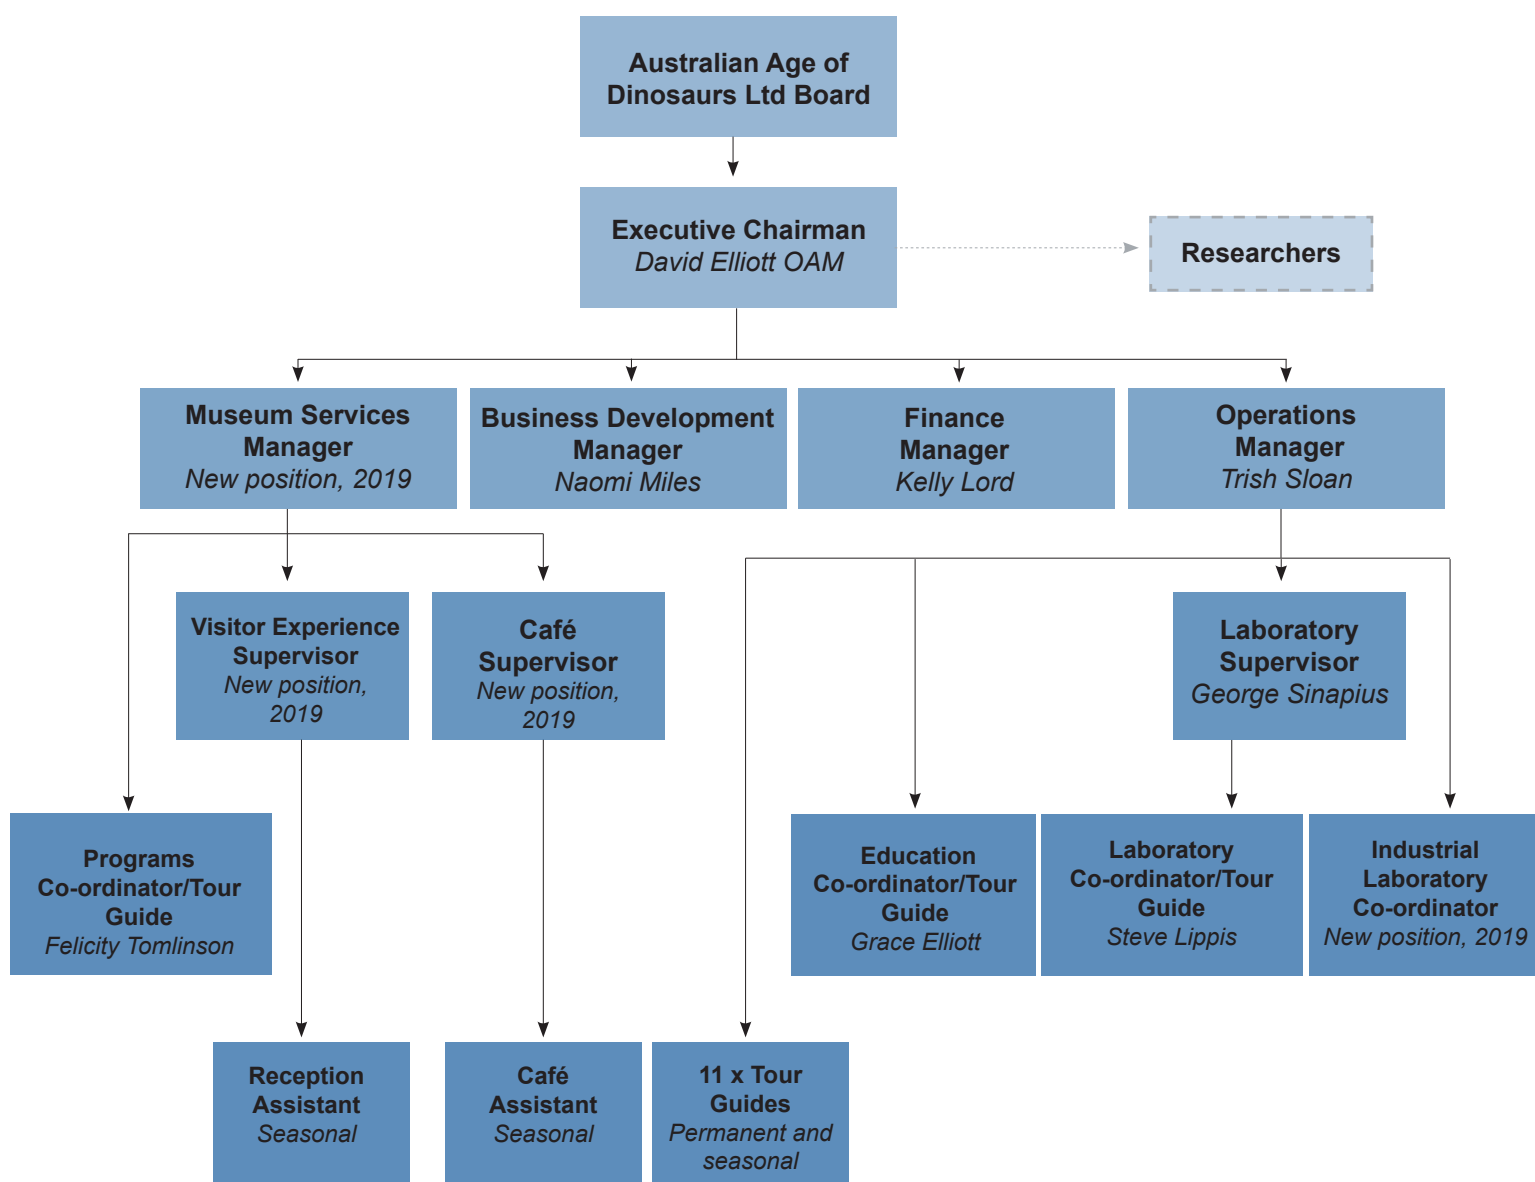 Australian Age of
Dinosaurs Ltd Board
Executive Chairman
David Elliott OAM
Researchers
Museum Services
Manager
New position, 2019
Business Development
Manager
Naomi Miles
Finance
Manager
Kelly Lord
Operations
Manager
Trish Sloan
Visitor Experience
Supervisor
New position,
2019
Café
Supervisor
New position,
2019
Laboratory
Supervisor
George Sinapius
Programs
Co-ordinator/Tour
Guide
Felicity Tomlinson
Education
Co-ordinator/Tour
Guide
Grace Elliott
Laboratory
Co-ordinator/Tour
Guide
Steve Lippis
Industrial
Laboratory
Co-ordinator
New position, 2019
Reception
Assistant
Seasonal
Café
Assistant
Seasonal
11 x Tour
Guides
Permanent and
seasonal